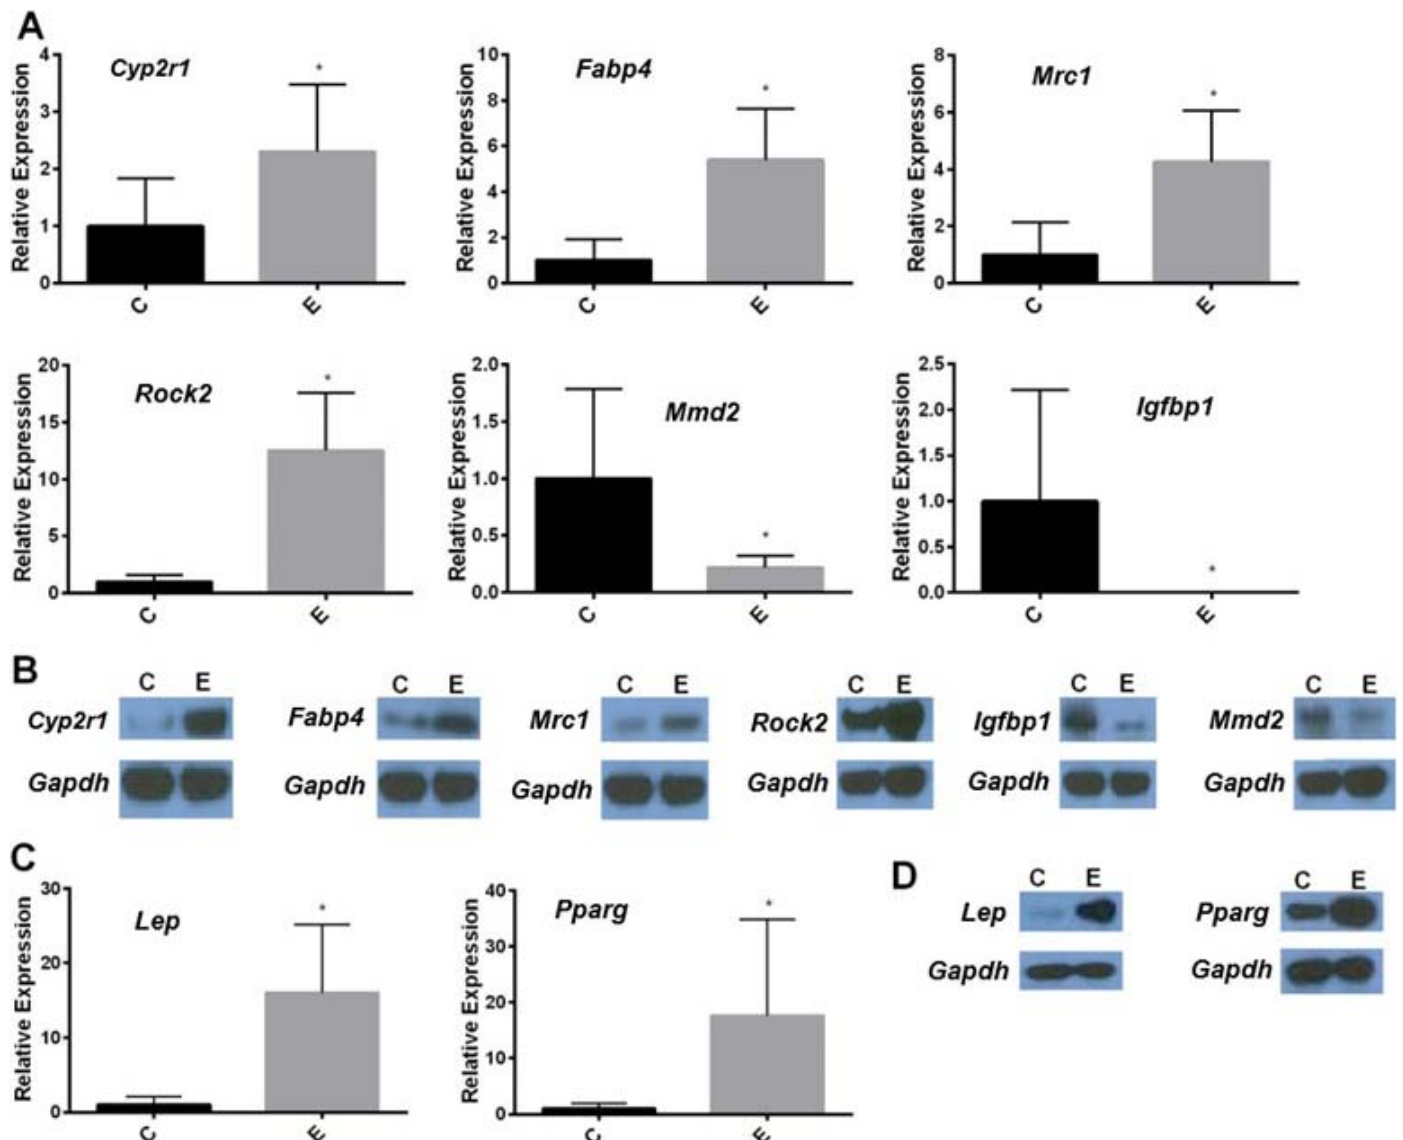 A
Cyp2r1
Relative Expression
4
3
2
1
0
C
E
*
Fabp4
Relative Expression
10
8
6
4
2
0
C
E
*
Mrc1
Relative Expression
8
6
4
2
0
C
E
*
Rock2
Relative Expression
20
15
10
5
0
C
E
*
Mmd2
Relative Expression
2.0
1.5
1.0
0.5
0.0
C
E
*
Igfbp1
Relative Expression
2.5
2.0
1.5
1.0
0.5
0.0
C
E
*
B
C E
Cyp2r1
Gapdh
C E
Fabp4
Gapdh
C E
Mrc1
Gapdh
C E
Rock2
Gapdh
C E
Igfbp1
Gapdh
C E
Mmd2
Gapdh
C
Lep
Relative Expression
30
20
10
0
C
E
*
Pparg
Relative Expression
40
30
20
10
0
C
E
*
D
C E
Lep
Gapdh
C E
Pparg
Gapdh